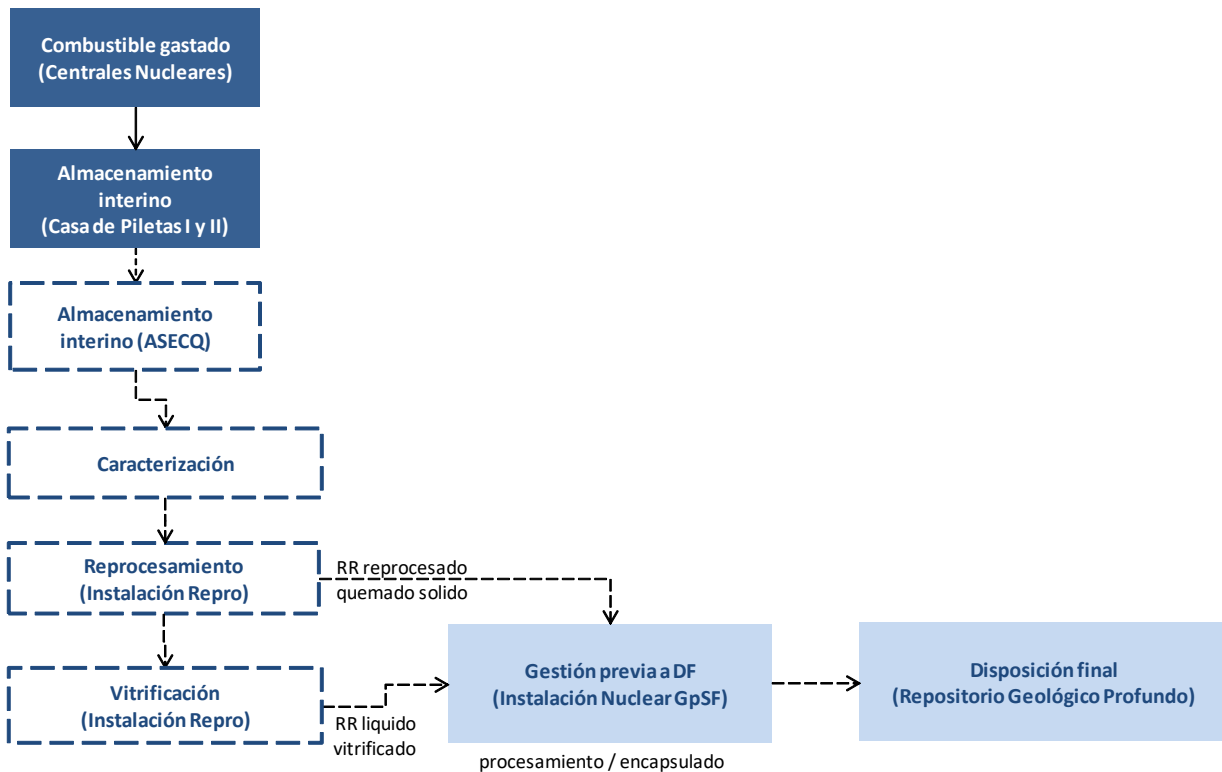 Combustible gastado
(Centrales Nucleares)
Almacenamiento
interino
(Casa de Piletas I y II)
Almacenamiento
interino (ASECQ)
Caracterización
Reprocesamiento
(Instalación Repro)
RR reprocesado
quemado solido
Vitrificación
(Instalación Repro)
RR liquido
vitrificado
Gestión previa a DF
(Instalación Nuclear GpSF)
procesamiento / encapsulado
Disposición final
(Repositorio Geológico Profundo)